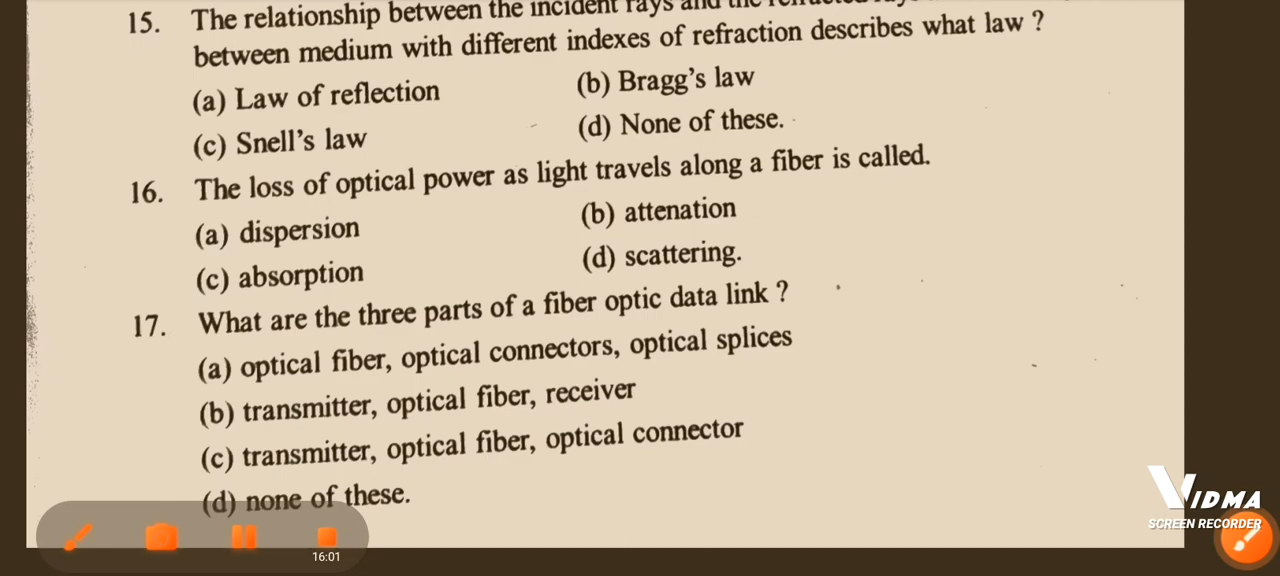 15. The relationship between the incident rays and the refracted rays
between medium with different indexes of refraction describes what law ?
(a) Law of reflection (b) Bragg's law
(c) Snell's law (d) None of these.
16. The loss of optical power as light travels along a fiber is called.
(a) dispersion (b) attenation
(c) absorption (d) scattering.
17. What are the three parts of a fiber optic data link ?
(a) optical fiber, optical connectors, optical splices
(b) transmitter, optical fiber, receiver
(c) transmitter, optical fiber, optical connector
(d) none of these.
VIDMA
SCREEN RECORDER
16:01